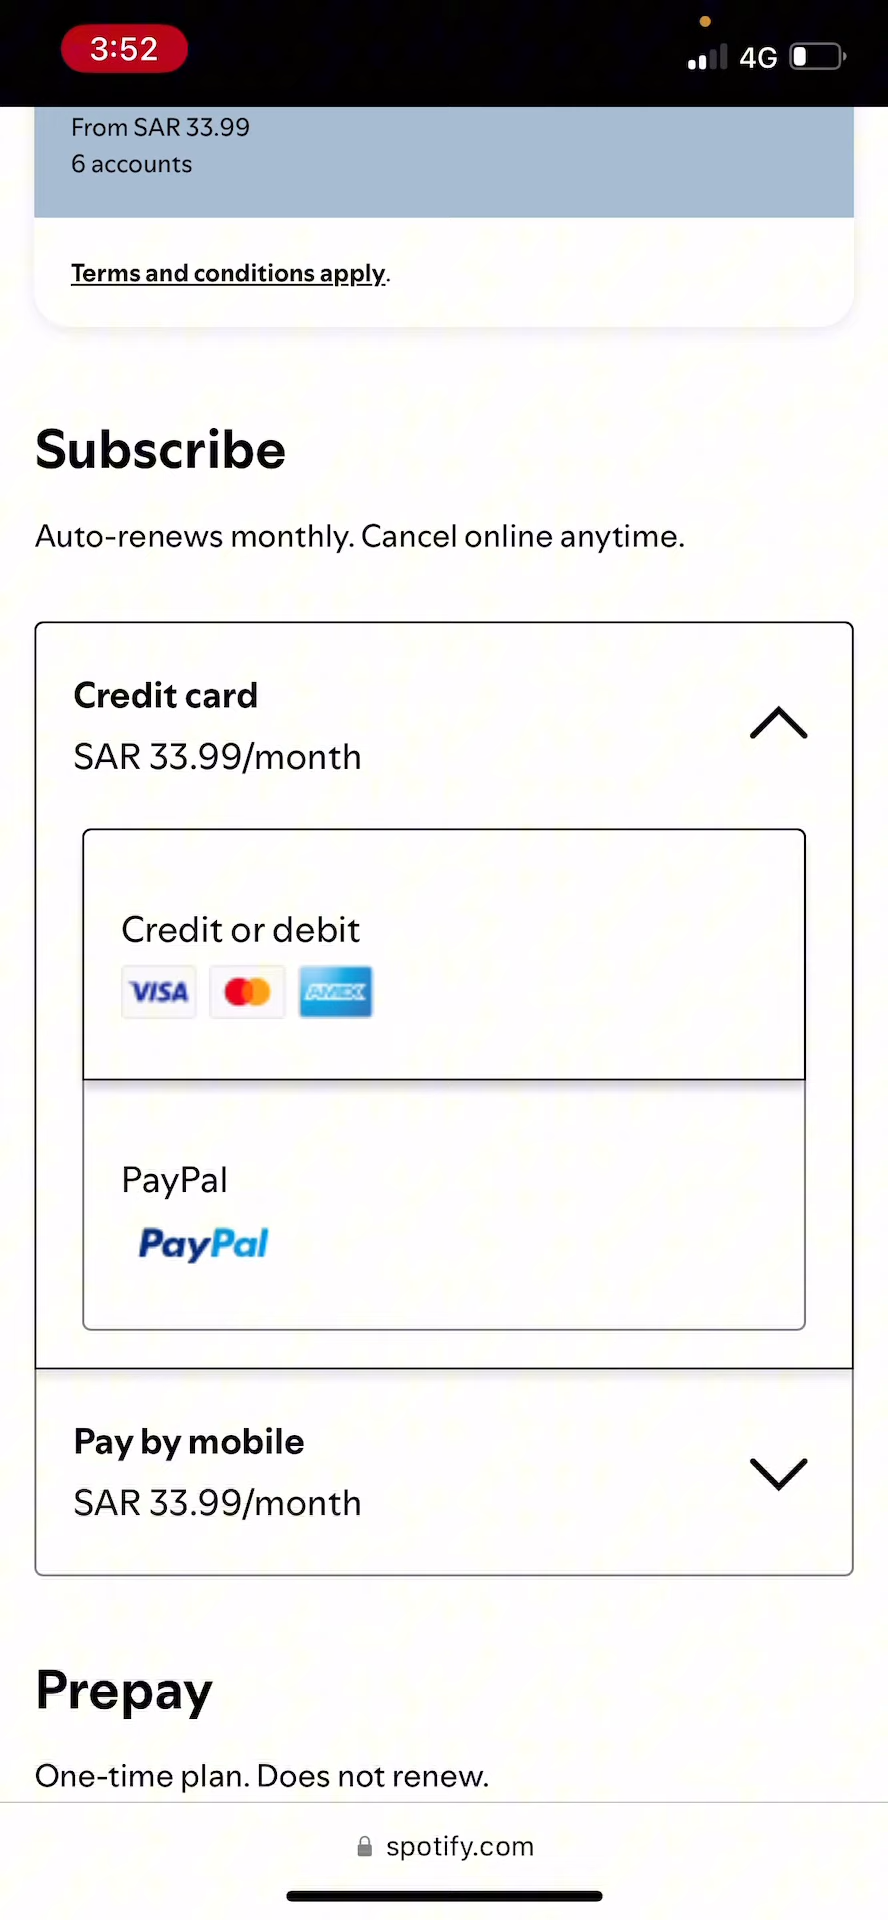 3:52
4G
From SAR 33.99
6 accounts
Terms and conditions apply.
Subscribe
Auto-renews monthly. Cancel online anytime.
Credit card
SAR 33.99/month
Credit or debit
VISA
AMEX
PayPal
PayPal
Pay by mobile
SAR 33.99/month
Prepay
One-time plan. Does not renew.
spotify.com